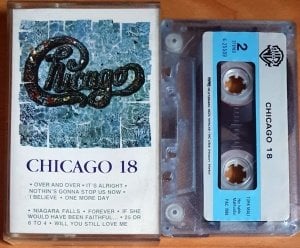 Chicago
CHICAGO 18
• OVER AND OVER • IT'S ALRIGHT •
NOTHIN'S GONNA STOP US NOW •
I BELIEVE • ONE MORE DAY
• NIAGARA FALLS • FOREVER • IF SHE
WOULD HAVE BEEN FAITHFUL... • 25 OR
6 TO 4 • WILL YOU STILL LOVE ME
2
CHICAGO 18